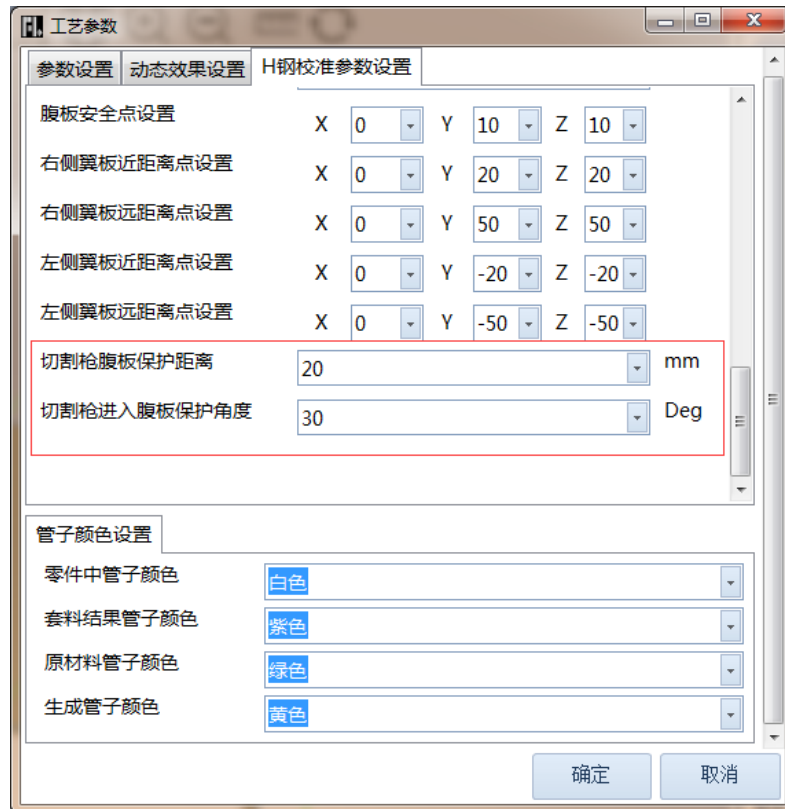 工艺参数
参数设置 动态效果设置 H钢校准参数设置
腹板安全点设置 X 0 Y 10 Z 10
右侧翼板近距离点设置 X 0 Y 20 Z 20
右侧翼板远距离点设置 X 0 Y 50 Z 50
左侧翼板近距离点设置 X 0 Y -20 Z -20
左侧翼板远距离点设置 X 0 Y -50 Z -50
切割枪腹板保护距离 20 mm
切割枪进入腹板保护角度 30 Deg
管子颜色设置
零件中管子颜色 白色
套料结果管子颜色 紫色
原材料管子颜色 绿色
生成管子颜色 黄色
确定 取消